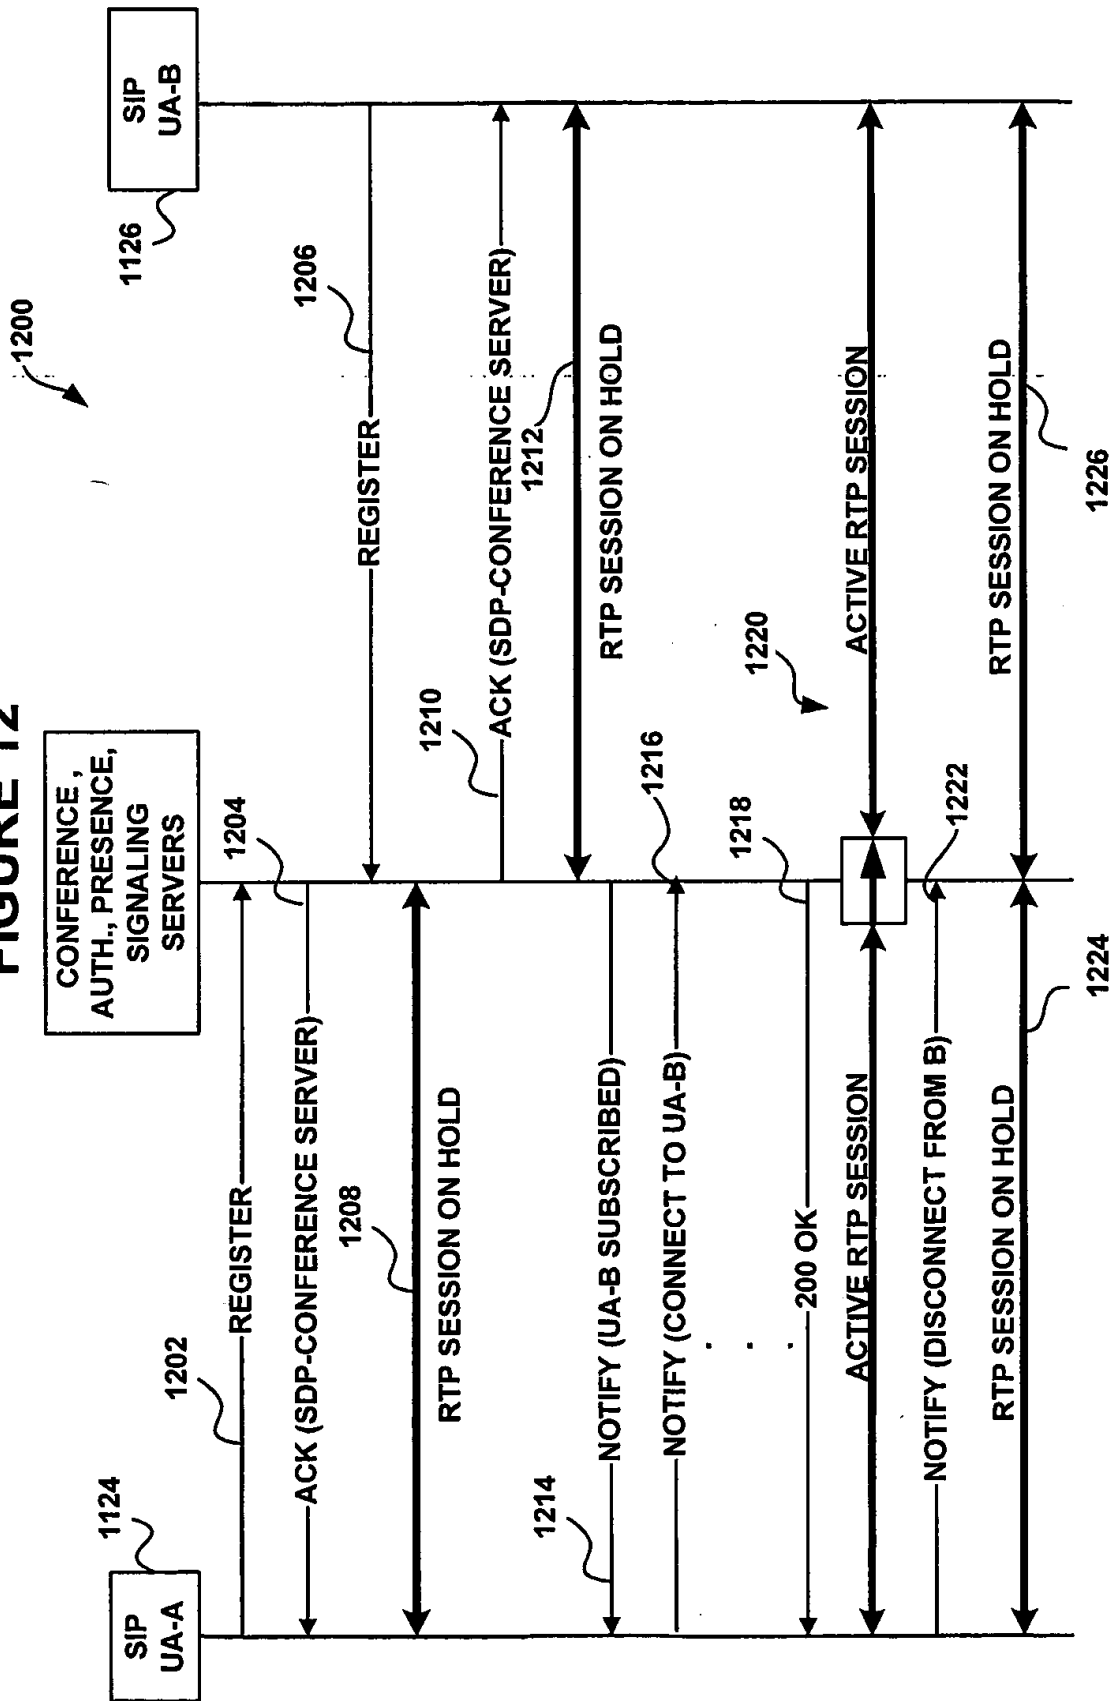 FIGURE 12
1200
SIP
UA-A
1124
CONFERENCE,
AUTH., PRESENCE,
SIGNALING
SERVERS
SIP
UA-B
1126
1202
REGISTER
1204
ACK (SDP-CONFERENCE SERVER)
1206
REGISTER
1208
RTP SESSION ON HOLD
1210
ACK (SDP-CONFERENCE SERVER)
1212
RTP SESSION ON HOLD
1214
NOTIFY (UA-B SUBSCRIBED)
1216
NOTIFY (CONNECT TO UA-B)
. . .
1218
200 OK
1220
ACTIVE RTP SESSION
ACTIVE RTP SESSION
1222
NOTIFY (DISCONNECT FROM B)
RTP SESSION ON HOLD
1224
RTP SESSION ON HOLD
1226